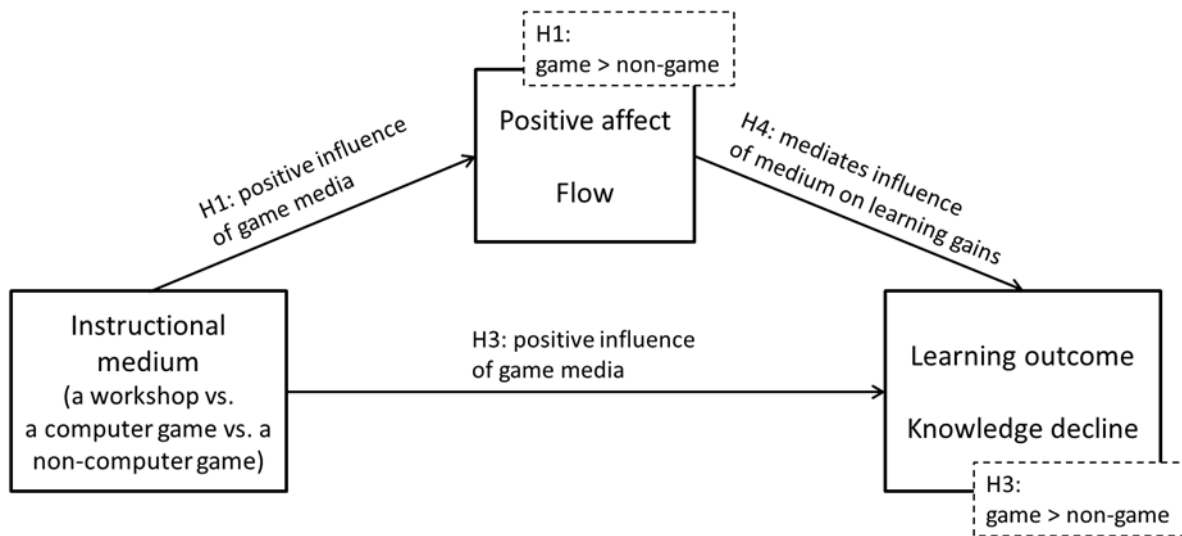 H1:
game > non-game
Positive affect
Flow
H1: positive influence
of game media
H4: mediates influence
of medium on learning gains
Instructional
medium
(a workshop vs.
a computer game vs. a
non-computer game)
H3: positive influence
of game media
Learning outcome
Knowledge decline
H3:
game > non-game